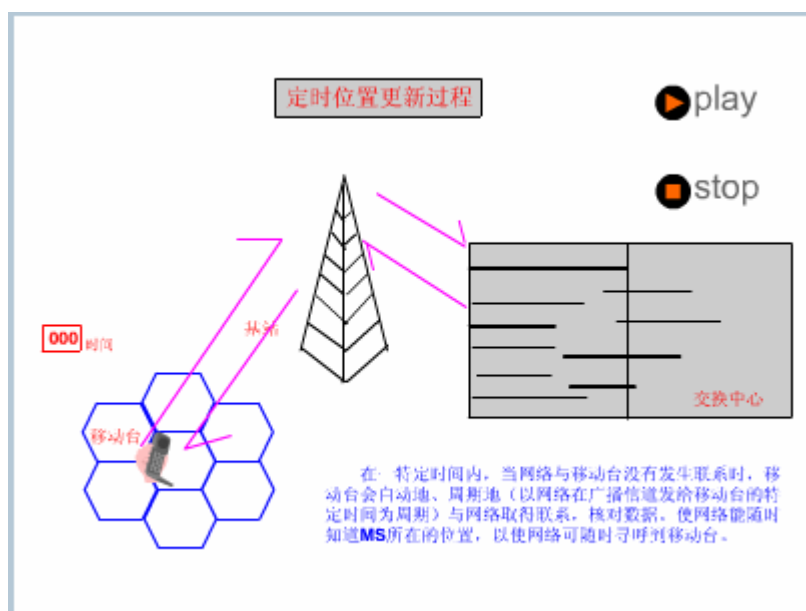 定时位置更新过程
play
stop
基站
000 时间
移动台
交换中心
在一特定时间内，当网络与移动台没有发生联系时，移
动台会自动地、周期地（以网络在广播信道发给移动台的特
定时间为周期）与网络取得联系，核对数据。使网络能随时
知道MS所在的位置，以使网络可随时寻呼到移动台。